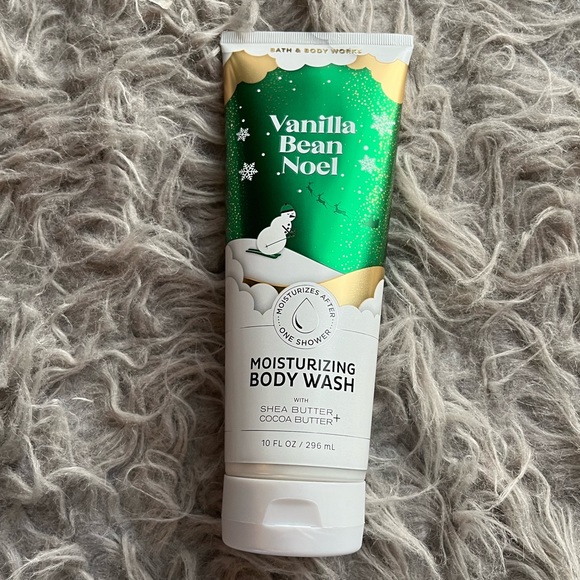 BATH & BODY WORKS
Vanilla
Bean
Noel
MOISTURIZES AFTER
ONE SHOWER
MOISTURIZING
BODY WASH
WITH
SHEA BUTTER
COCOA BUTTER +
10 FL OZ / 296 mL